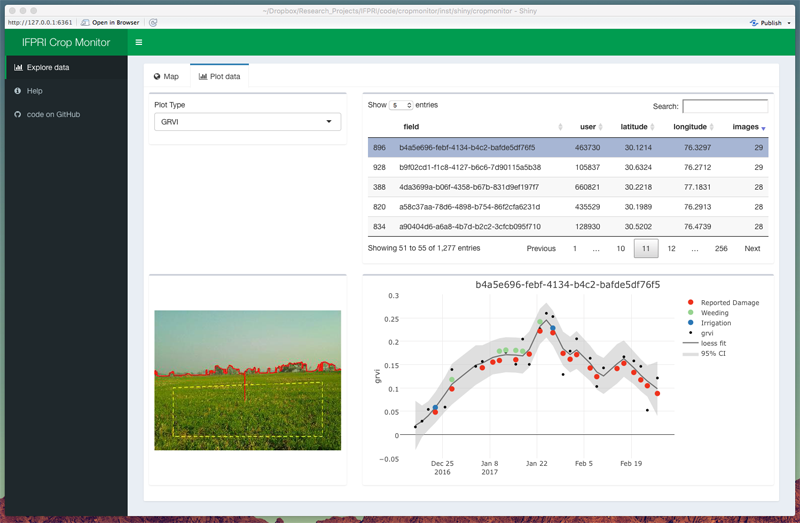 ~/Dropbox/Research_Projects/IFPRI/code/cropmonitor/inst/shiny/cropmonitor - Shiny
http://127.0.0.1:6361 Open in Browser Publish
IFPRI Crop Monitor
Explore data
Help
code on GitHub
Map Plot data
Plot Type
GRVI
Show 5 entries Search:
field user latitude longitude images
896 b4a5e696-febf-4134-b4c2-bafde5df76f5 463730 30.1214 76.3297 29
928 b9f02cd1-f1c8-4127-b6c6-7d90115a5b38 105837 30.6324 76.2712 29
388 4da3699a-b06f-4358-b67b-831d9ef197f7 660821 30.2218 77.1831 28
820 a58c37aa-78d6-4898-b754-86f2cfa6231d 435529 30.1989 76.2913 28
834 a90404d6-a6a8-4b7d-b2c2-3cfcb095f710 128930 30.5202 76.4739 28
Showing 51 to 55 of 1,277 entries Previous 1 … 10 11 12 … 256 Next
b4a5e696-febf-4134-b4c2-bafde5df76f5
0.3
0.25
0.2
0.15
0.1
0.05
0
−0.05
grvi
Dec 25
2016
Jan 8
2017
Jan 22
Feb 5
Feb 19
Reported Damage
Weeding
Irrigation
grvi
loess fit
95% CI